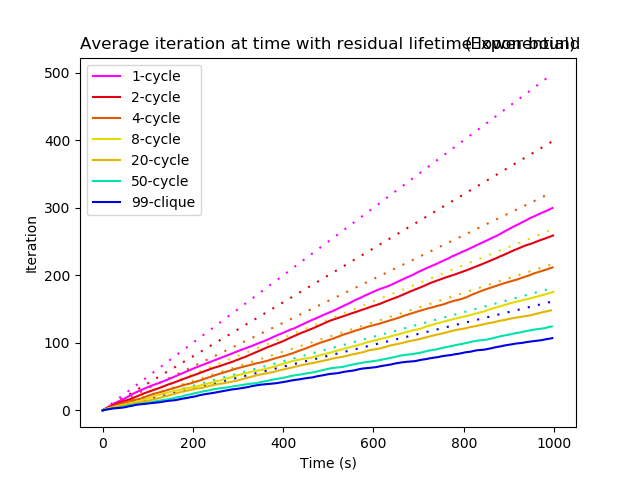 Average iteration at time with residual lifetime lower bound
(Exponential)
500
400
300
200
100
0
Iteration
1-cycle
2-cycle
4-cycle
8-cycle
20-cycle
50-cycle
99-clique
0 200 400 600 800 1000
Time (s)